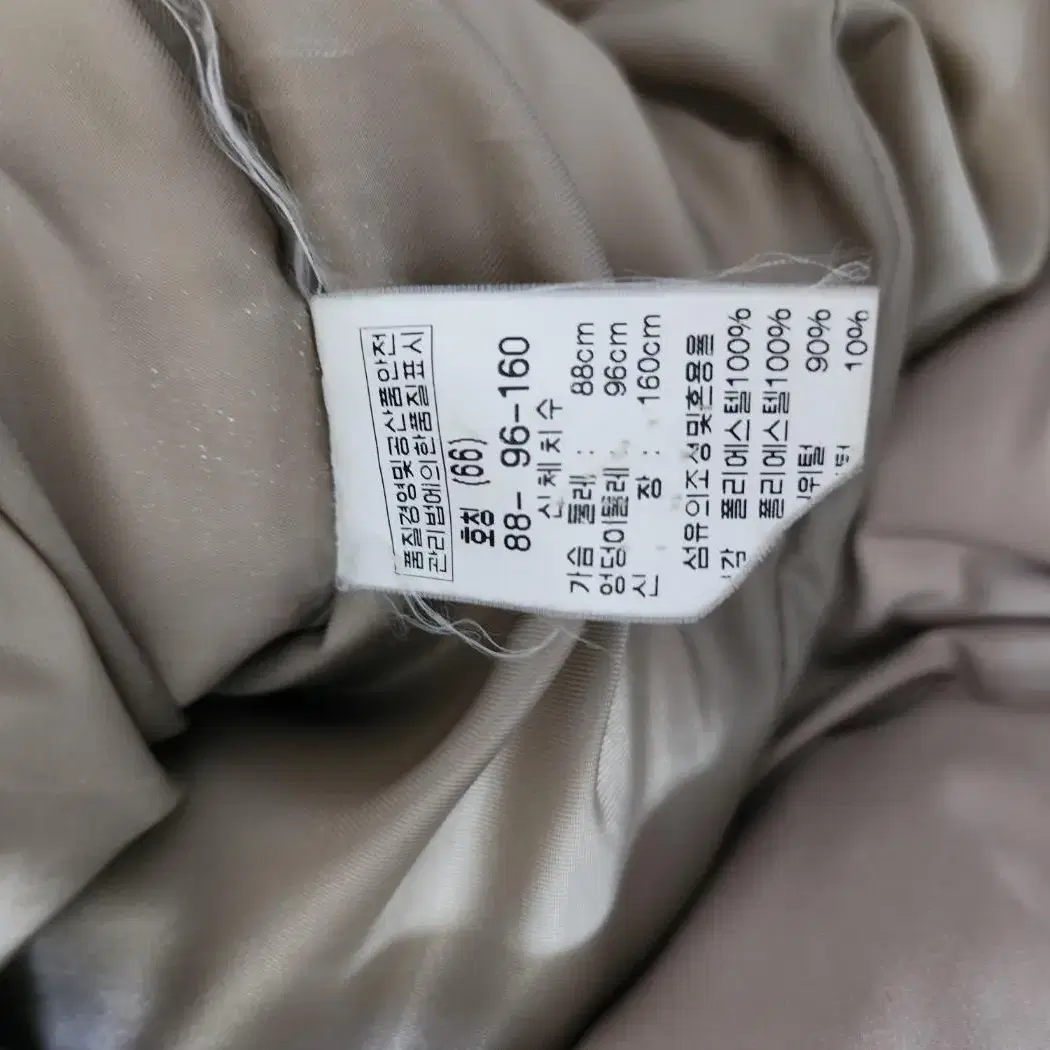 품질경영및공산품안전
관리법에의한품질표시
호칭 (66)
88- 96-160
신체치수
가슴 둘레 : 88cm
엉덩이둘레 : 96cm
신 장 : 160cm
섬유의조성및혼용율
감 폴리에스텔100%
폴리에스텔100%
90%
10%